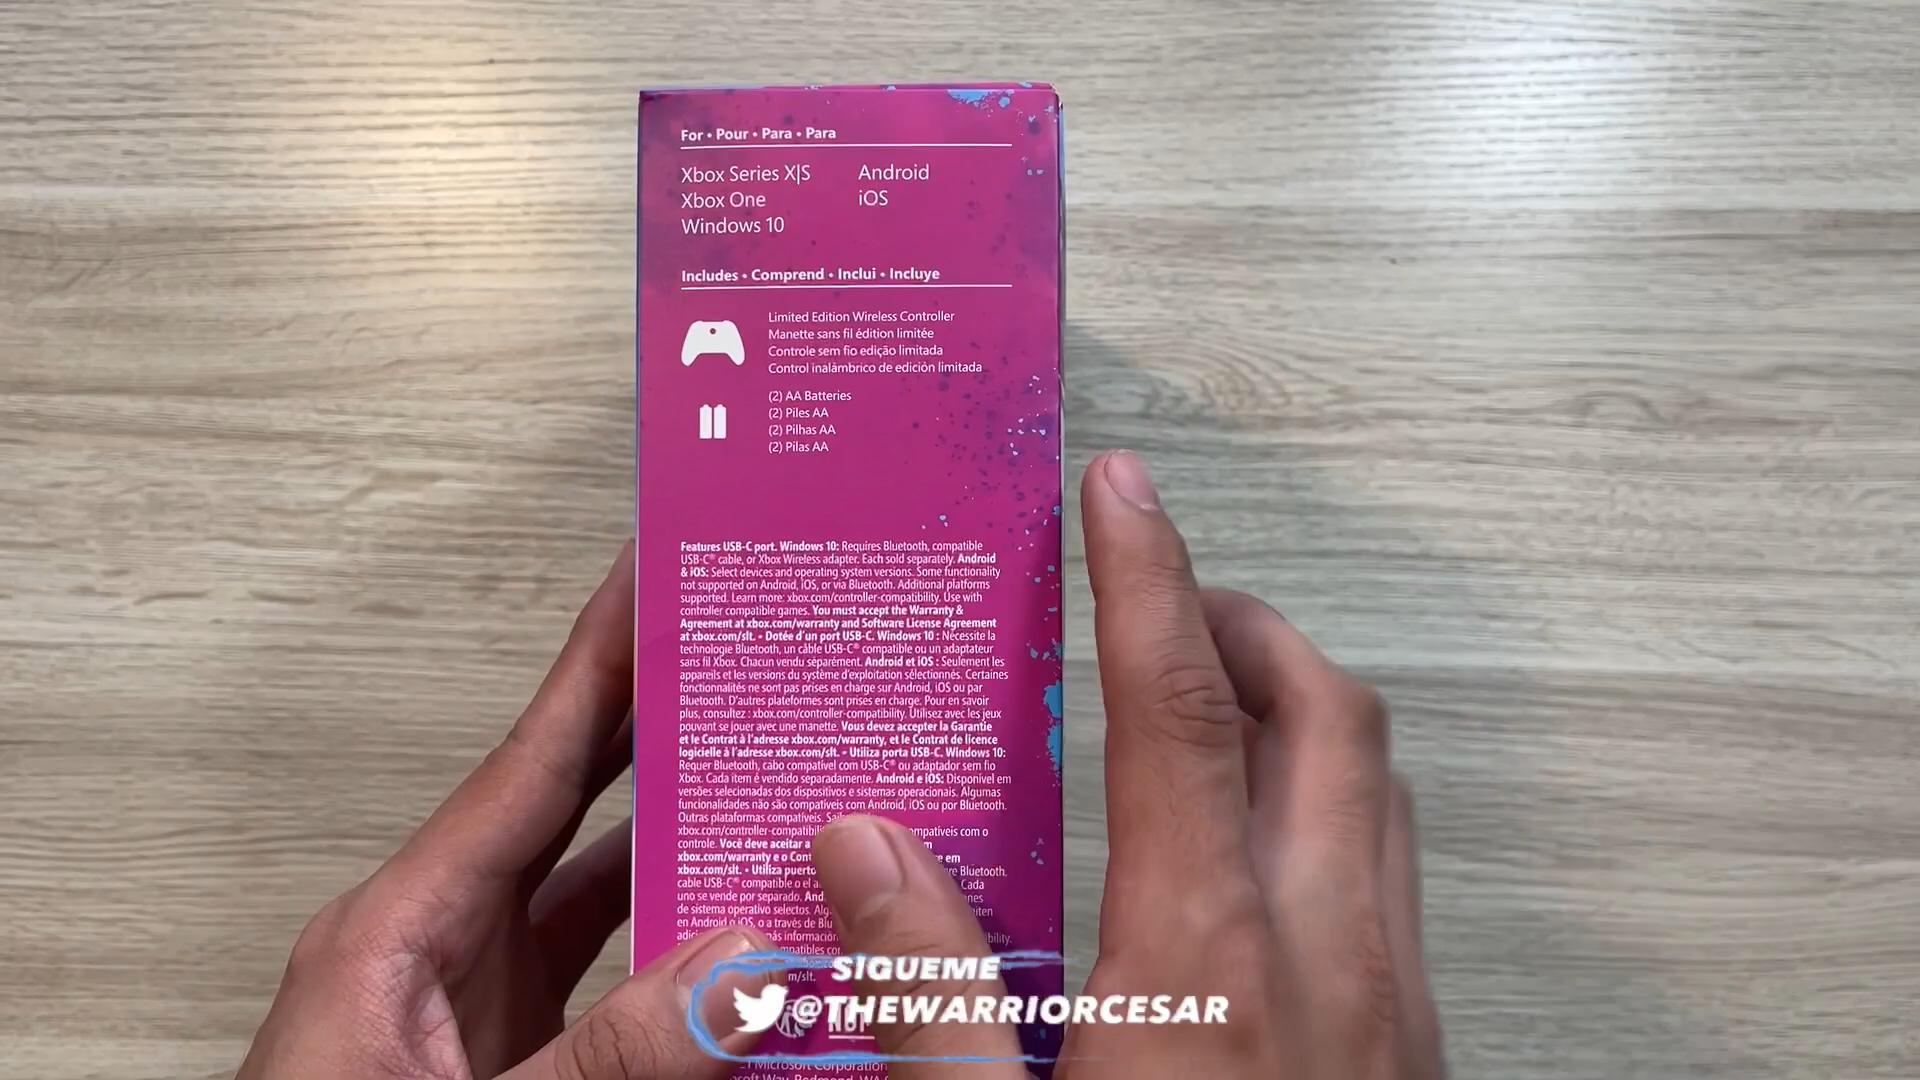 For • Pour • Para • Para
Xbox Series X|S
Xbox One
Windows 10
Android
iOS
Includes • Comprend • Inclui • Incluye
Limited Edition Wireless Controller
Manette sans fil édition limitée
Controle sem fio edição limitada
Control inalámbrico de edición limitada
(2) AA Batteries
(2) Piles AA
(2) Pilhas AA
(2) Pilas AA
Features USB-C port. Windows 10: Requires Bluetooth, compatible
USB-C® cable, or Xbox Wireless adapter. Each sold separately. Android
& iOS: Select devices and operating system versions. Some functionality
not supported on Android, iOS, or via Bluetooth. Additional platforms
supported. Learn more: xbox.com/controller-compatibility. Use with
controller compatible games. You must accept the Warranty &
Agreement at xbox.com/warranty and Software License Agreement
at xbox.com/slt. • Dotée d'un port USB-C. Windows 10 : Nécessite la
technologie Bluetooth, un câble USB-C® compatible ou un adaptateur
sans fil Xbox. Chacun vendu séparément. Android et iOS : Seulement les
appareils et les versions du système d'exploitation sélectionnés. Certaines
fonctionnalités ne sont pas prises en charge sur Android, iOS ou par
Bluetooth. D'autres plateformes sont prises en charge. Pour en savoir
plus, consultez : xbox.com/controller-compatibility. Utilisez avec les jeux
pouvant se jouer avec une manette. Vous devez accepter la Garantie
et le Contrat à l'adresse xbox.com/warranty, et le Contrat de licence
logicielle à l'adresse xbox.com/slt. • Utiliza porta USB-C. Windows 10:
Requer Bluetooth, cabo compatível com USB-C® ou adaptador sem fio
Xbox. Cada item é vendido separadamente. Android e iOS: Disponível em
versões selecionadas dos dispositivos e sistemas operacionais. Algumas
funcionalidades não são compatíveis com Android, iOS ou por Bluetooth.
Outras plataformas compatíveis.
xbox.com/controller-compatibili com o
controle. Você deve aceitar a
xbox.com/warranty e o Cont em
xbox.com/slt. • Utiliza puerto Bluetooth,
cable USB-C® compatible o el Cada
uno se vende por separado.
de sistema operativo selectos.
en Android o iOS, o a través de
más información
m/slt.
SIGUEME
@THEWARRIORCESAR
Microsoft Corporation
Way, Redmond, WA